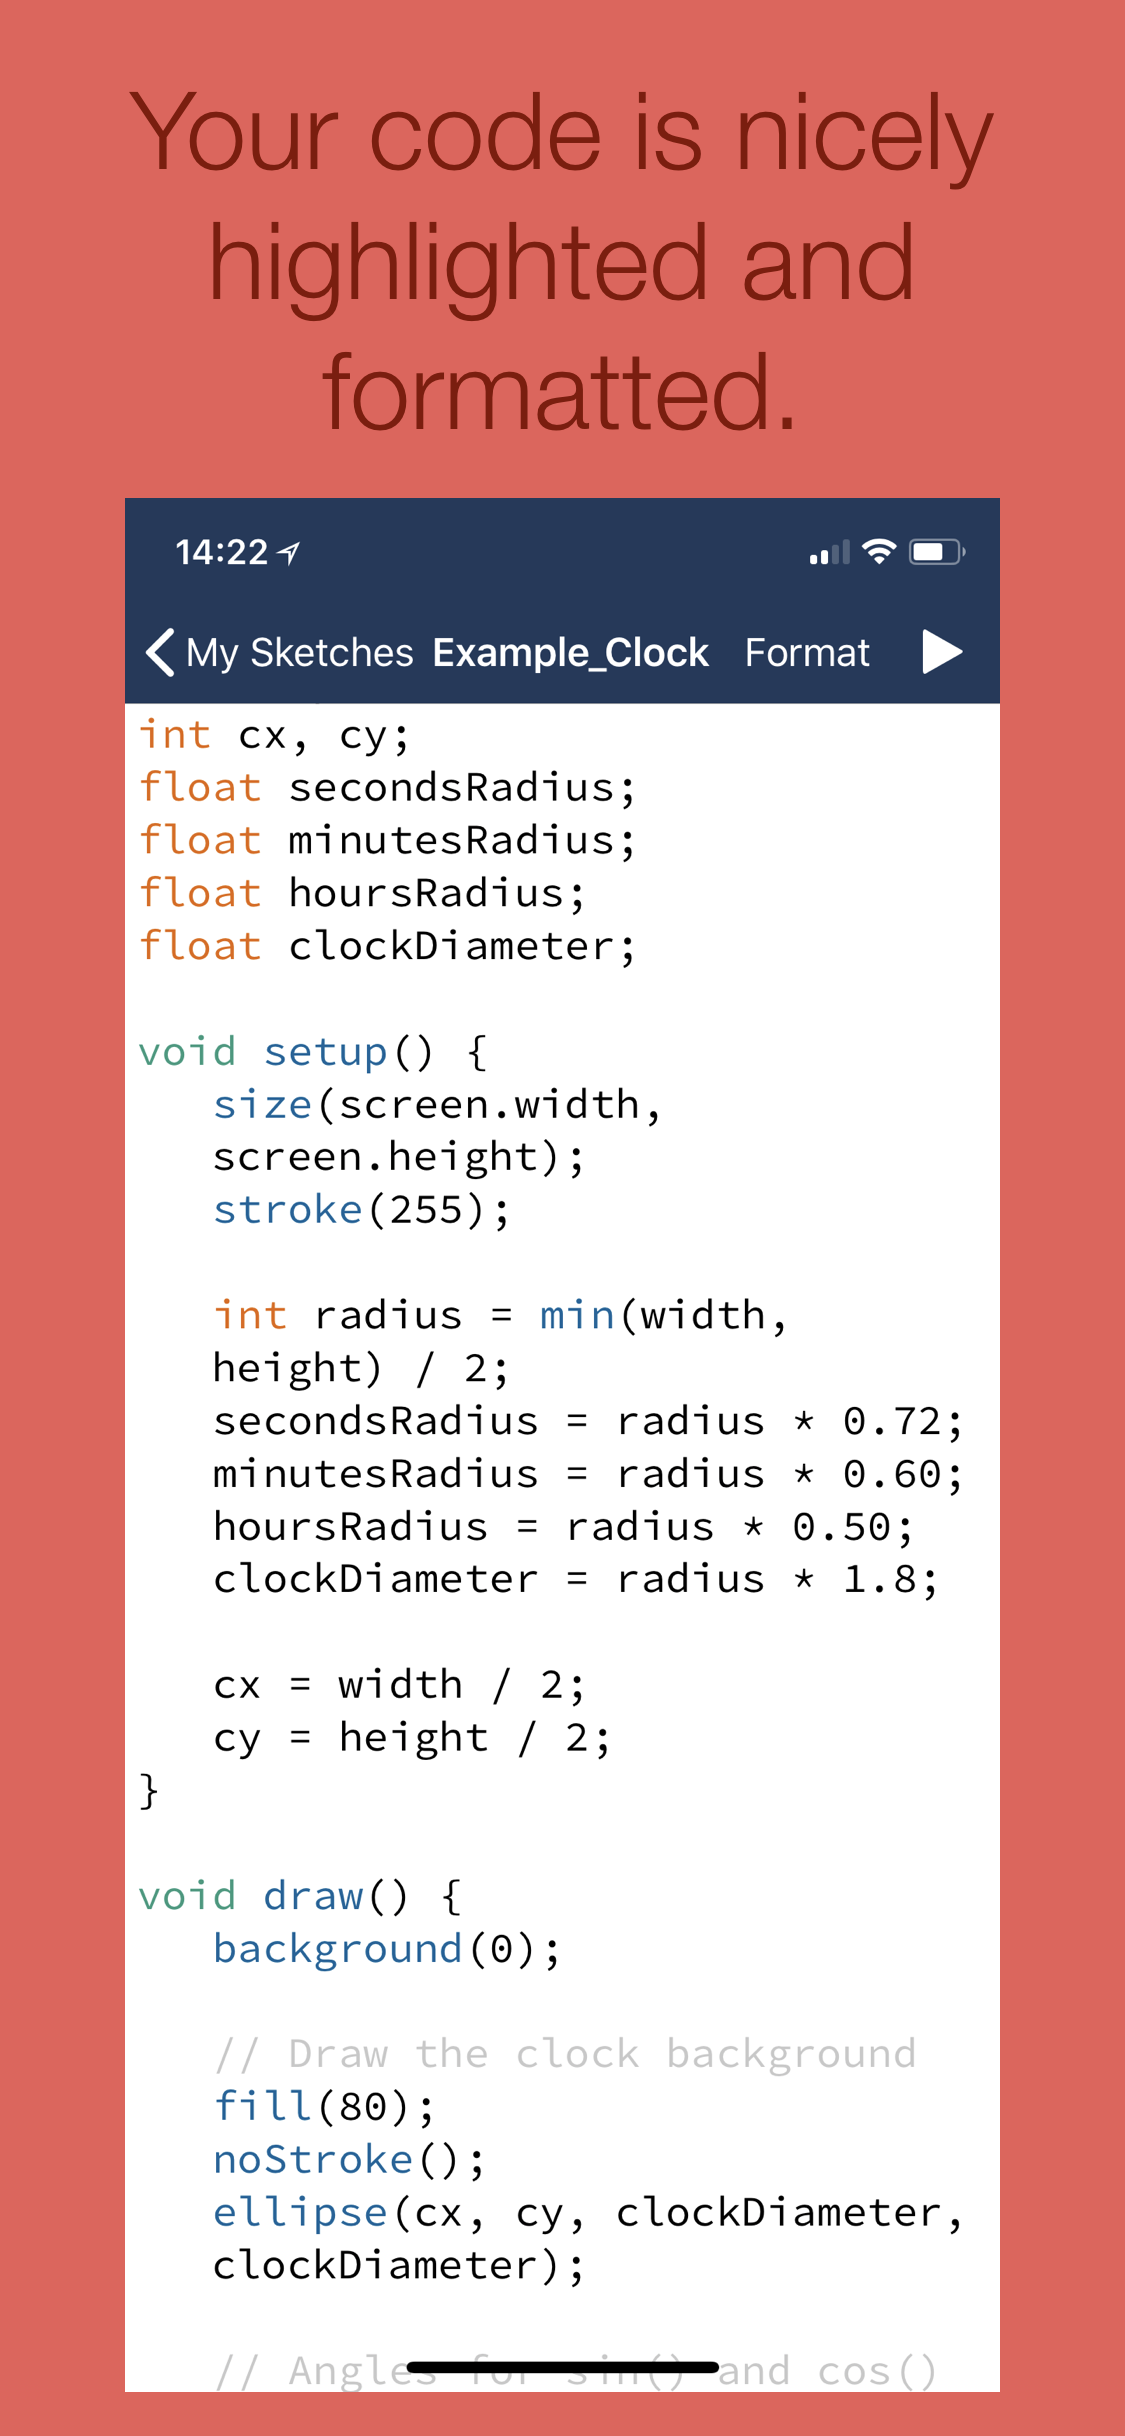 Your code is nicely
highlighted and
formatted.
14:22
My Sketches Example_Clock Format
int cx, cy;
float secondsRadius;
float minutesRadius;
float hoursRadius;
float clockDiameter;
void setup() {
size(screen.width,
screen.height);
stroke(255);
int radius = min(width,
height) / 2;
secondsRadius = radius * 0.72;
minutesRadius = radius * 0.60;
hoursRadius = radius * 0.50;
clockDiameter = radius * 1.8;
cx = width / 2;
cy = height / 2;
}
void draw() {
background(0);
// Draw the clock background
fill(80);
noStroke();
ellipse(cx, cy, clockDiameter,
clockDiameter);
// Angles for sin() and cos()